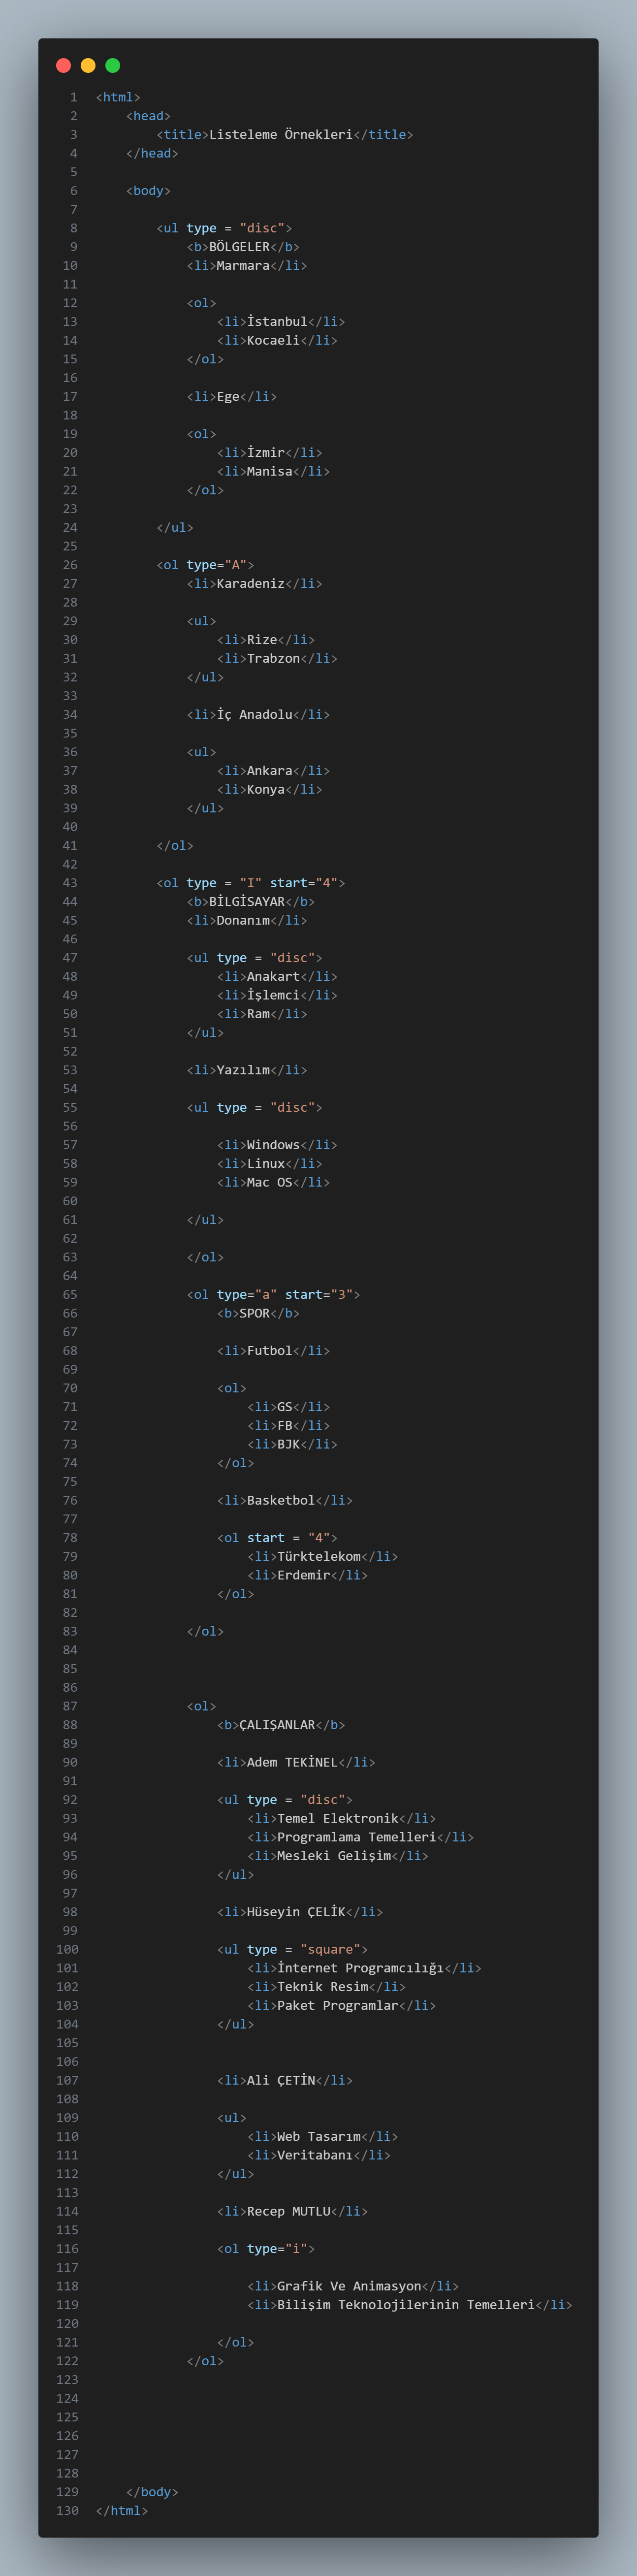 1 <html>
2 <head>
3 <title>Listeleme Örnekleri</title>
4 </head>
5
6 <body>
7
8 <ul type = "disc">
9 <b>BÖLGELER</b>
10 <li>Marmara</li>
11
12 <ol>
13 <li>İstanbul</li>
14 <li>Kocaeli</li>
15 </ol>
16
17 <li>Ege</li>
18
19 <ol>
20 <li>İzmir</li>
21 <li>Manisa</li>
22 </ol>
23
24 </ul>
25
26 <ol type="A">
27 <li>Karadeniz</li>
28
29 <ul>
30 <li>Rize</li>
31 <li>Trabzon</li>
32 </ul>
33
34 <li>İç Anadolu</li>
35
36 <ul>
37 <li>Ankara</li>
38 <li>Konya</li>
39 </ul>
40
41 </ol>
42
43 <ol type = "I" start="4">
44 <b>BİLGİSAYAR</b>
45 <li>Donanım</li>
46
47 <ul type = "disc">
48 <li>Anakart</li>
49 <li>İşlemci</li>
50 <li>Ram</li>
51 </ul>
52
53 <li>Yazılım</li>
54
55 <ul type = "disc">
56
57 <li>Windows</li>
58 <li>Linux</li>
59 <li>Mac OS</li>
60
61 </ul>
62
63 </ol>
64
65 <ol type="a" start="3">
66 <b>SPOR</b>
67
68 <li>Futbol</li>
69
70 <ol>
71 <li>GS</li>
72 <li>FB</li>
73 <li>BJK</li>
74 </ol>
75
76 <li>Basketbol</li>
77
78 <ol start = "4">
79 <li>Türktelekom</li>
80 <li>Erdemir</li>
81 </ol>
82
83 </ol>
84
85
86
87 <ol>
88 <b>ÇALIŞANLAR</b>
89
90 <li>Adem TEKİNEL</li>
91
92 <ul type = "disc">
93 <li>Temel Elektronik</li>
94 <li>Programlama Temelleri</li>
95 <li>Mesleki Gelişim</li>
96 </ul>
97
98 <li>Hüseyin ÇELİK</li>
99
100 <ul type = "square">
101 <li>İnternet Programcılığı</li>
102 <li>Teknik Resim</li>
103 <li>Paket Programlar</li>
104 </ul>
105
106
107 <li>Ali ÇETİN</li>
108
109 <ul>
110 <li>Web Tasarım</li>
111 <li>Veritabanı</li>
112 </ul>
113
114 <li>Recep MUTLU</li>
115
116 <ol type="i">
117
118 <li>Grafik Ve Animasyon</li>
119 <li>Bilişim Teknolojilerinin Temelleri</li>
120
121 </ol>
122 </ol>
123
124
125
126
127
128
129 </body>
130 </html>